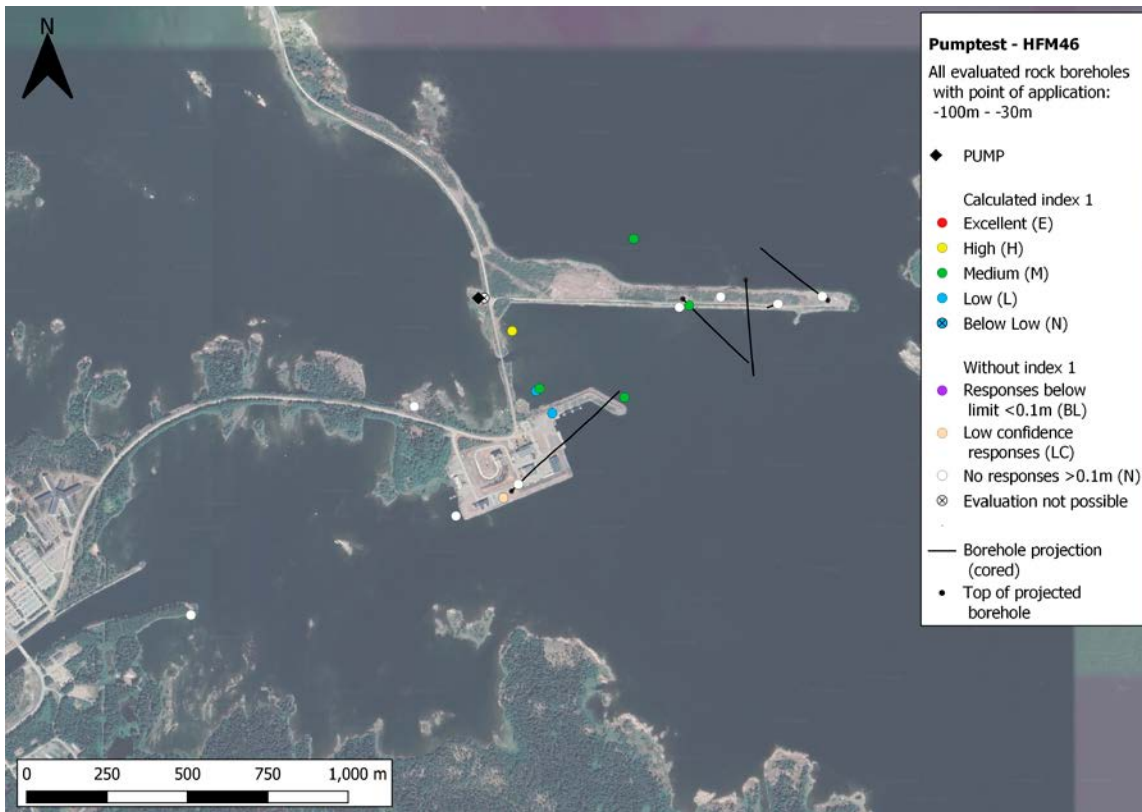 N
Pumptest - HFM46
All evaluated rock boreholes
with point of application:
-100m - -30m
PUMP
Calculated index 1
Excellent (E)
High (H)
Medium (M)
Low (L)
Below Low (N)
Without index 1
Responses below
limit <0.1m (BL)
Low confidence
responses (LC)
No responses >0.1m (N)
Evaluation not possible
Borehole projection
(cored)
Top of projected
borehole
0 250 500 750 1,000 m